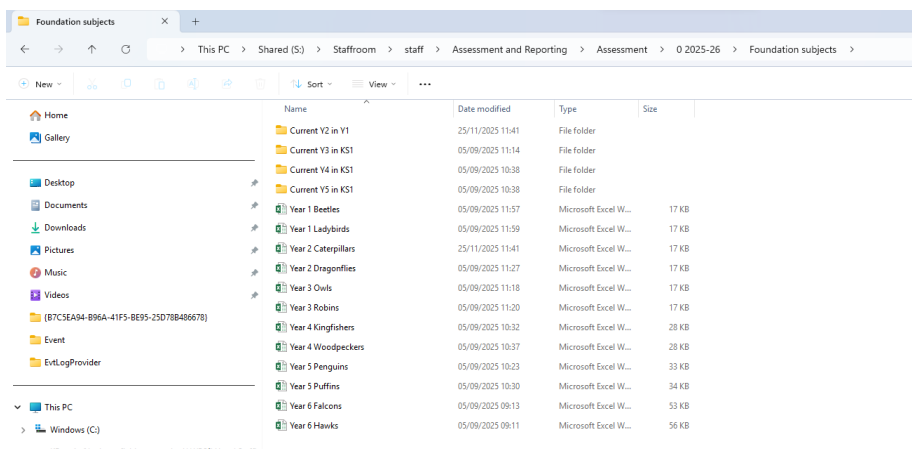 Foundation subjects
This PC > Shared (S:) > Staffroom > staff > Assessment and Reporting > Assessment > 0 2025-26 > Foundation subjects >
New Sort View
Home
Gallery
Desktop
Documents
Downloads
Pictures
Music
Videos
{B7C5EA94-B96A-41F5-BE95-25D78B486678}
Event
EvtLogProvider
This PC
Windows (C:)
Name Date modified Type Size
Current Y2 in Y1 25/11/2025 11:41 File folder
Current Y3 in KS1 05/09/2025 11:14 File folder
Current Y4 in KS1 05/09/2025 10:38 File folder
Current Y5 in KS1 05/09/2025 10:38 File folder
Year 1 Beetles 05/09/2025 11:57 Microsoft Excel W... 17 KB
Year 1 Ladybirds 05/09/2025 11:59 Microsoft Excel W... 17 KB
Year 2 Caterpillars 25/11/2025 11:41 Microsoft Excel W... 17 KB
Year 2 Dragonflies 05/09/2025 11:27 Microsoft Excel W... 17 KB
Year 3 Owls 05/09/2025 11:18 Microsoft Excel W... 17 KB
Year 3 Robins 05/09/2025 11:20 Microsoft Excel W... 17 KB
Year 4 Kingfishers 05/09/2025 10:32 Microsoft Excel W... 28 KB
Year 4 Woodpeckers 05/09/2025 10:37 Microsoft Excel W... 28 KB
Year 5 Penguins 05/09/2025 10:23 Microsoft Excel W... 33 KB
Year 5 Puffins 05/09/2025 10:30 Microsoft Excel W... 34 KB
Year 6 Falcons 05/09/2025 09:13 Microsoft Excel W... 53 KB
Year 6 Hawks 05/09/2025 09:11 Microsoft Excel W... 56 KB